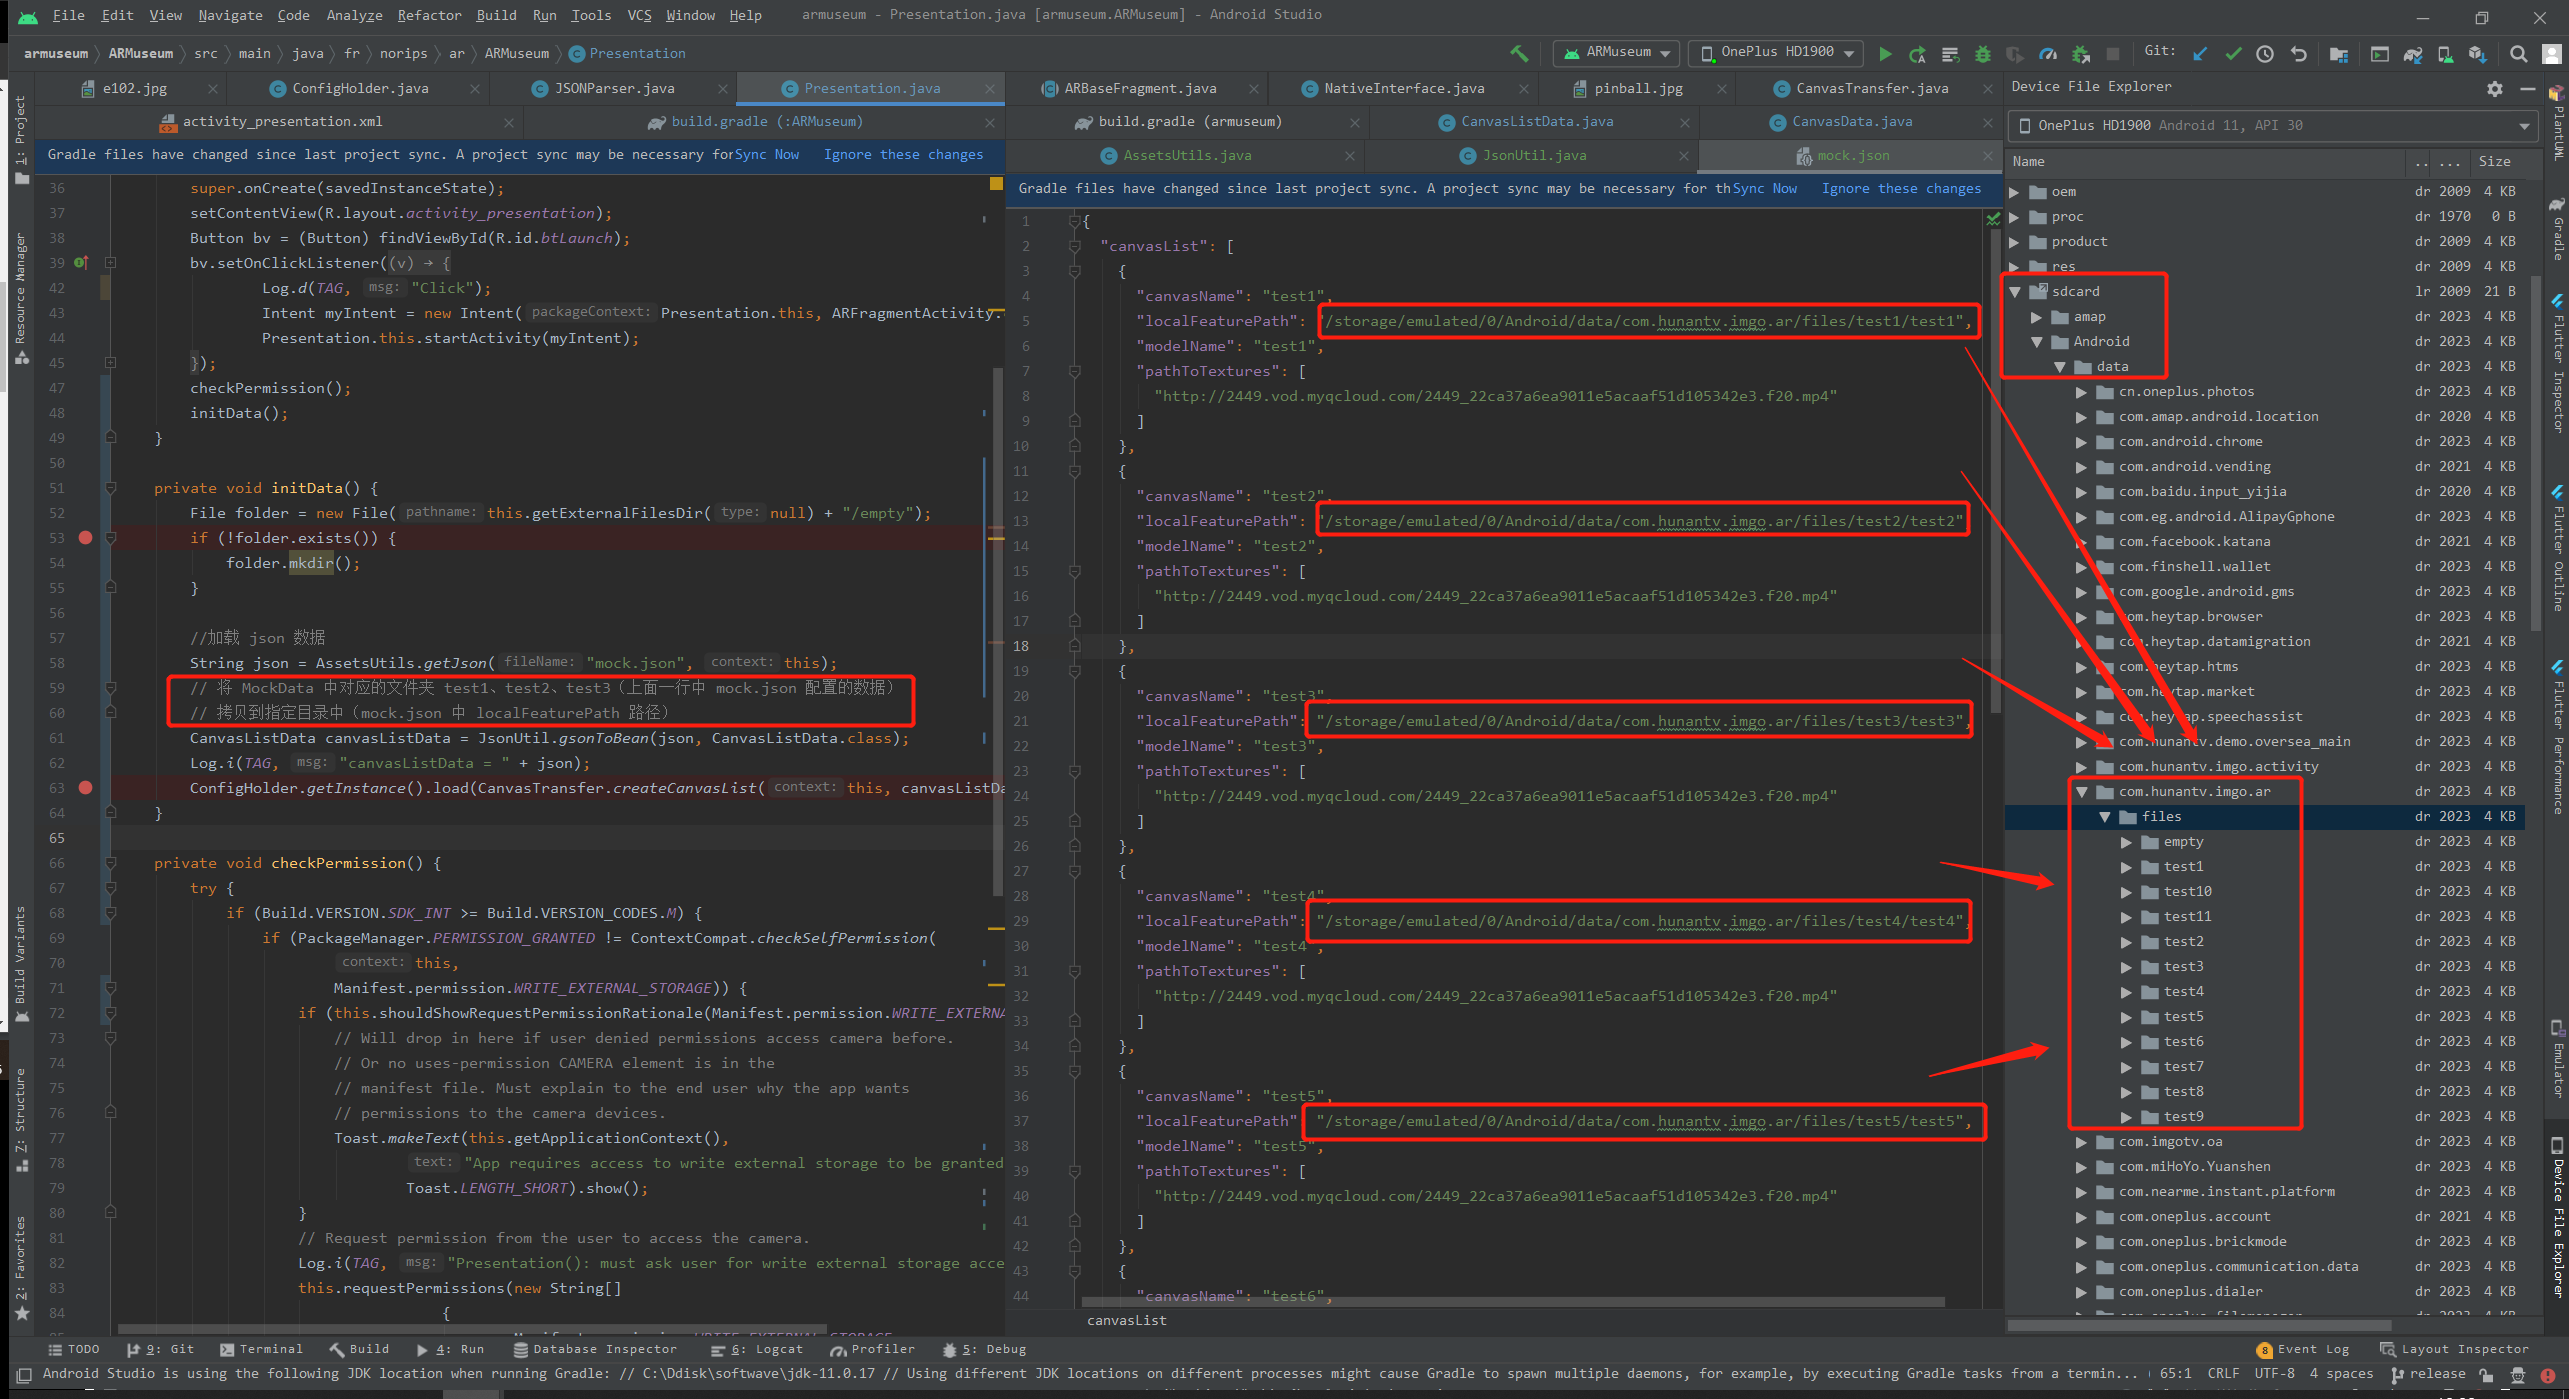 File Edit View Navigate Code Analyze Refactor Build Run Tools VCS Window Help armuseum - Presentation.java [armuseum.ARMuseum] - Android Studio
armuseum ARMuseum src main java fr norips ar ARMuseum Presentation
ARMuseum OnePlus HD1900 Git:
e102.jpg ConfigHolder.java JSONParser.java Presentation.java
activity_presentation.xml build.gradle (:ARMuseum)
Gradle files have changed since last project sync. A project sync may be necessary for Sync Now Ignore these changes
36 super.onCreate(savedInstanceState);
37 setContentView(R.layout.activity_presentation);
38 Button bv = (Button) findViewById(R.id.btLaunch);
39 bv.setOnClickListener((v) → {
42 Log.d(TAG, msg: "Click");
43 Intent myIntent = new Intent( packageContext: Presentation.this, ARFragmentActivity.
44 Presentation.this.startActivity(myIntent);
45 });
47 checkPermission();
48 initData();
49 }
50
51 private void initData() {
52 File folder = new File( pathname: this.getExternalFilesDir( type: null) + "/empty");
53 if (!folder.exists()) {
54 folder.mkdir();
55 }
56
57 //加载 json 数据
58 String json = AssetsUtils.getJson( fileName: "mock.json", context: this);
59 // 将 MockData 中对应的文件夹 test1、test2、test3（上面一行中 mock.json 配置的数据）
60 // 拷贝到指定目录中（mock.json 中 localFeaturePath 路径）
61 CanvasListData canvasListData = JsonUtil.gsonToBean(json, CanvasListData.class);
62 Log.i(TAG, msg: "canvasListData = " + json);
63 ConfigHolder.getInstance().load(CanvasTransfer.createCanvasList( context: this, canvasListDa
64 }
65
66 private void checkPermission() {
67 try {
68 if (Build.VERSION.SDK_INT >= Build.VERSION_CODES.M) {
69 if (PackageManager.PERMISSION_GRANTED != ContextCompat.checkSelfPermission(
70 context: this,
71 Manifest.permission.WRITE_EXTERNAL_STORAGE)) {
72 if (this.shouldShowRequestPermissionRationale(Manifest.permission.WRITE_EXTERNA
73 // Will drop in here if user denied permissions access camera before.
74 // Or no uses-permission CAMERA element is in the
75 // manifest file. Must explain to the end user why the app wants
76 // permissions to the camera devices.
77 Toast.makeText(this.getApplicationContext(),
78 text: "App requires access to write external storage to be granted
79 Toast.LENGTH_SHORT).show();
80 }
81 // Request permission from the user to access the camera.
82 Log.i(TAG, msg: "Presentation(): must ask user for write external storage acce
83 this.requestPermissions(new String[]
84 {
ARBaseFragment.java NativeInterface.java pinball.jpg CanvasTransfer.java
build.gradle (armuseum) CanvasListData.java CanvasData.java
AssetsUtils.java JsonUtil.java mock.json
Gradle files have changed since last project sync. A project sync may be necessary for th Sync Now Ignore these changes
1 {
2 "canvasList": [
3 {
4 "canvasName": "test1",
5 "localFeaturePath": "/storage/emulated/0/Android/data/com.hunantv.imgo.ar/files/test1/test1",
6 "modelName": "test1",
7 "pathToTextures": [
8 "http://2449.vod.myqcloud.com/2449_22ca37a6ea9011e5acaaf51d105342e3.f20.mp4"
9 ]
10 },
11 {
12 "canvasName": "test2",
13 "localFeaturePath": "/storage/emulated/0/Android/data/com.hunantv.imgo.ar/files/test2/test2"
14 "modelName": "test2",
15 "pathToTextures": [
16 "http://2449.vod.myqcloud.com/2449_22ca37a6ea9011e5acaaf51d105342e3.f20.mp4"
17 ]
18 },
19 {
20 "canvasName": "test3",
21 "localFeaturePath": "/storage/emulated/0/Android/data/com.hunantv.imgo.ar/files/test3/test3",
22 "modelName": "test3",
23 "pathToTextures": [
24 "http://2449.vod.myqcloud.com/2449_22ca37a6ea9011e5acaaf51d105342e3.f20.mp4"
25 ]
26 },
27 {
28 "canvasName": "test4",
29 "localFeaturePath": "/storage/emulated/0/Android/data/com.hunantv.imgo.ar/files/test4/test4",
30 "modelName": "test4",
31 "pathToTextures": [
32 "http://2449.vod.myqcloud.com/2449_22ca37a6ea9011e5acaaf51d105342e3.f20.mp4"
33 ]
34 },
35 {
36 "canvasName": "test5",
37 "localFeaturePath" "/storage/emulated/0/Android/data/com.hunantv.imgo.ar/files/test5/test5",
38 "modelName": "test5",
39 "pathToTextures": [
40 "http://2449.vod.myqcloud.com/2449_22ca37a6ea9011e5acaaf51d105342e3.f20.mp4"
41 ]
42 },
43 {
44 "canvasName": "test6",
canvasList
Device File Explorer
OnePlus HD1900 Android 11, API 30
Name .. ... Size
oem dr 2009 4 KB
proc dr 1970 0 B
product dr 2009 4 KB
res dr 2009 4 KB
sdcard lr 2009 21 B
amap dr 2023 4 KB
Android dr 2023 4 KB
data dr 2023 4 KB
cn.oneplus.photos dr 2023 4 KB
com.amap.android.location dr 2020 4 KB
com.android.chrome dr 2023 4 KB
com.android.vending dr 2021 4 KB
com.baidu.input_yijia dr 2020 4 KB
com.eg.android.AlipayGphone dr 2023 4 KB
com.facebook.katana dr 2021 4 KB
com.finshell.wallet dr 2023 4 KB
com.google.android.gms dr 2023 4 KB
com.heytap.browser dr 2023 4 KB
com.heytap.datamigration dr 2021 4 KB
com.heytap.htms dr 2023 4 KB
com.heytap.market dr 2023 4 KB
com.heytap.speechassist dr 2023 4 KB
com.hunantv.demo.oversea_main dr 2023 4 KB
com.hunantv.imgo.activity dr 2023 4 KB
com.hunantv.imgo.ar dr 2023 4 KB
files dr 2023 4 KB
empty dr 2023 4 KB
test1 dr 2023 4 KB
test10 dr 2023 4 KB
test11 dr 2023 4 KB
test2 dr 2023 4 KB
test3 dr 2023 4 KB
test4 dr 2023 4 KB
test5 dr 2023 4 KB
test6 dr 2023 4 KB
test7 dr 2023 4 KB
test8 dr 2023 4 KB
test9 dr 2023 4 KB
com.imgotv.oa dr 2023 4 KB
com.miHoYo.Yuanshen dr 2023 4 KB
com.nearme.instant.platform dr 2023 4 KB
com.oneplus.account dr 2021 4 KB
com.oneplus.brickmode dr 2023 4 KB
com.oneplus.communication.data dr 2023 4 KB
com.oneplus.dialer dr 2023 4 KB
1: Project
Resource Manager
Build Variants
Z: Structure
2: Favorites
PlantUML
Gradle
Flutter Inspector
Flutter Outline
Flutter Performance
Emulator
Device File Explorer
TODO 9: Git Terminal Build 4: Run Database Inspector 6: Logcat Profiler 5: Debug 8 Event Log Layout Inspector
Android Studio is using the following JDK location when running Gradle: // C:\Ddisk\softwave\jdk-11.0.17 // Using different JDK locations on different processes might cause Gradle to spawn multiple daemons, for example, by executing Gradle tasks from a termin... 65:1 CRLF UTF-8 4 spaces release